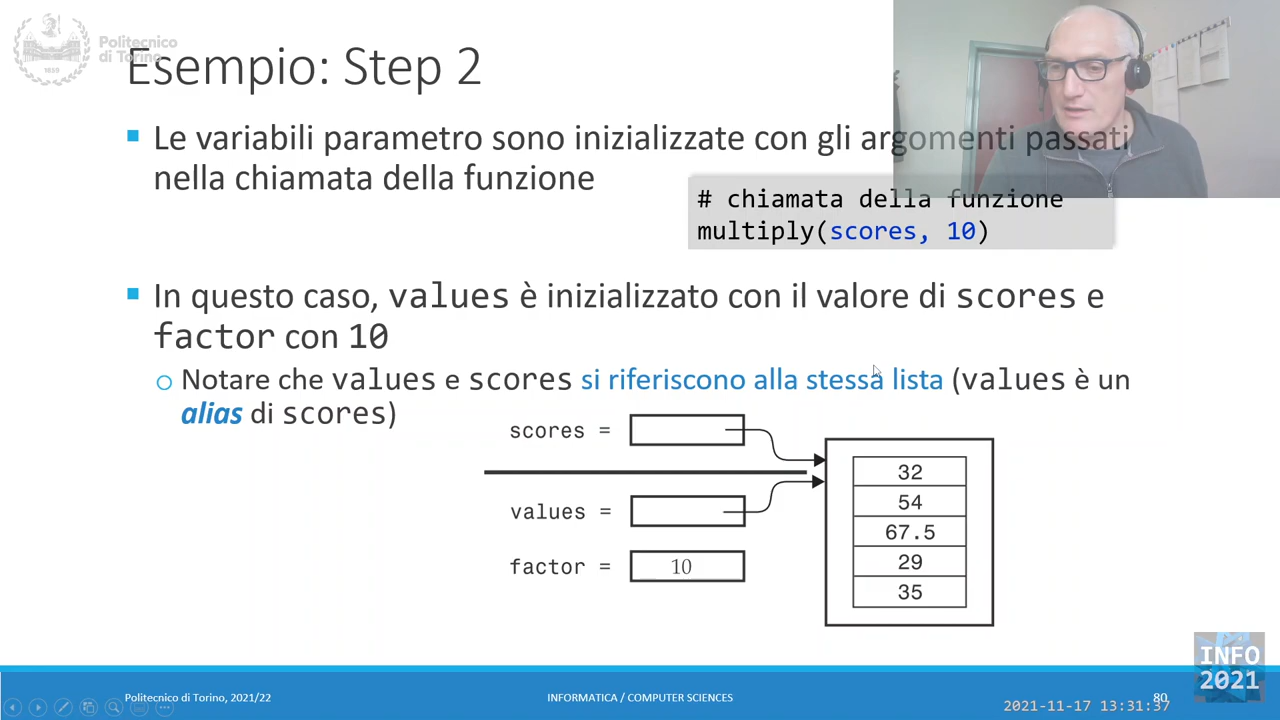 Politecnico
di Torino
1859
Esempio: Step 2
Le variabili parametro sono inizializzate con gli argomenti passati
nella chiamata della funzione
# chiamata della funzione
multiply(scores, 10)
In questo caso, values è inizializzato con il valore di scores e
factor con 10
Notare che values e scores si riferiscono alla stessa lista (values è un
alias di scores)
scores =
values =
factor = 10
32
54
67.5
29
35
INFO
2021
Politecnico di Torino, 2021/22
INFORMATICA / COMPUTER SCIENCES
80
2021-11-17 13:31:37